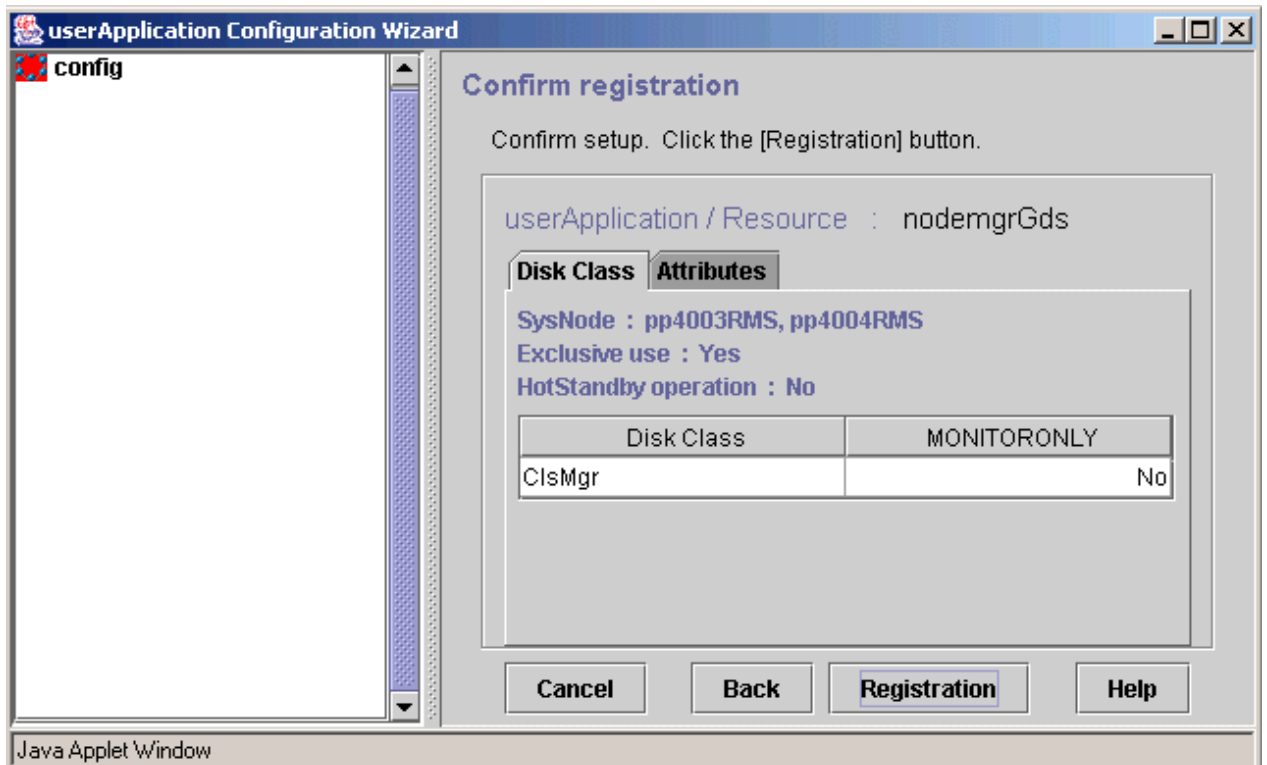 userApplication Configuration Wizard
config
Confirm registration
Confirm setup. Click the [Registration] button.
userApplication / Resource : nodemgrGds
Disk Class Attributes
SysNode : pp4003RMS, pp4004RMS
Exclusive use : Yes
HotStandby operation : No
Disk Class MONITORONLY
ClsMgr No
Cancel Back Registration Help
Java Applet Window